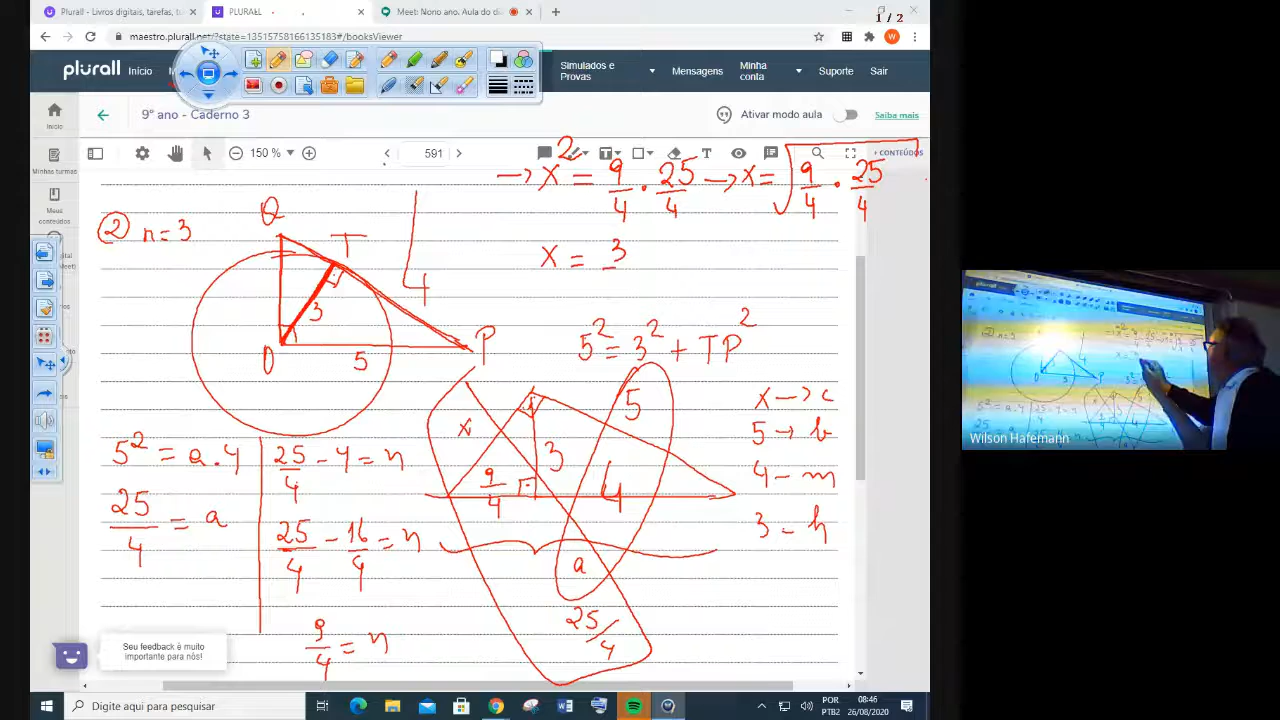 Plurall - Livros digitais, tarefas, tu
PLURALL
Meet: Nono ano. Aula do di
1 / 2
maestro.plurall.net/?state=13515758166135183#/booksViewer
W
plurall
Início
Simulados e Provas
Mensagens
Minha conta
Suporte
Sair
Início
Minhas turmas
Meus conteúdos
9º ano - Caderno 3
Ativar modo aula
Saiba mais
150 %
591
+ CONTEÚDOS
→ x² = 9/4 . 25/4 → x = √9/4 . 25/4
② n=3
Q
T
x = 3
4
3
O
5
P
5² = 3² + TP²
x
5
3
9/4
4
a
25/4
x → c
5 → b
4 - m
3 - h
5² = a . 4
25/4 = a
25/4 - 4 = n
25/4 - 16/4 = n
9/4 = n
Seu feedback é muito importante para nós!
Wilson Hafemann
Digite aqui para pesquisar
POR
PTB2
08:46
26/08/2020